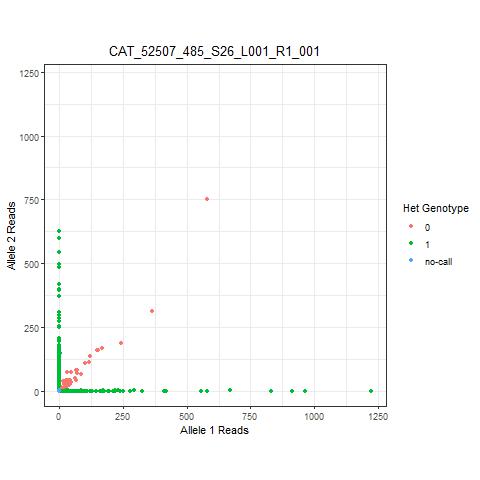 CAT_52507_485_S26_L001_R1_001
1250
1000
750
500
250
0
Allele 2 Reads
0 250 500 750 1000 1250
Allele 1 Reads
Het Genotype
0
1
no-call